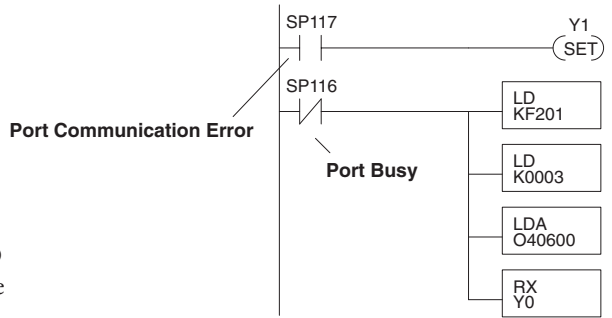 SP117
Y1
SET
SP116
LD
KF201
Port Communication Error
Port Busy
LD
K0003
LDA
O40600
RX
Y0